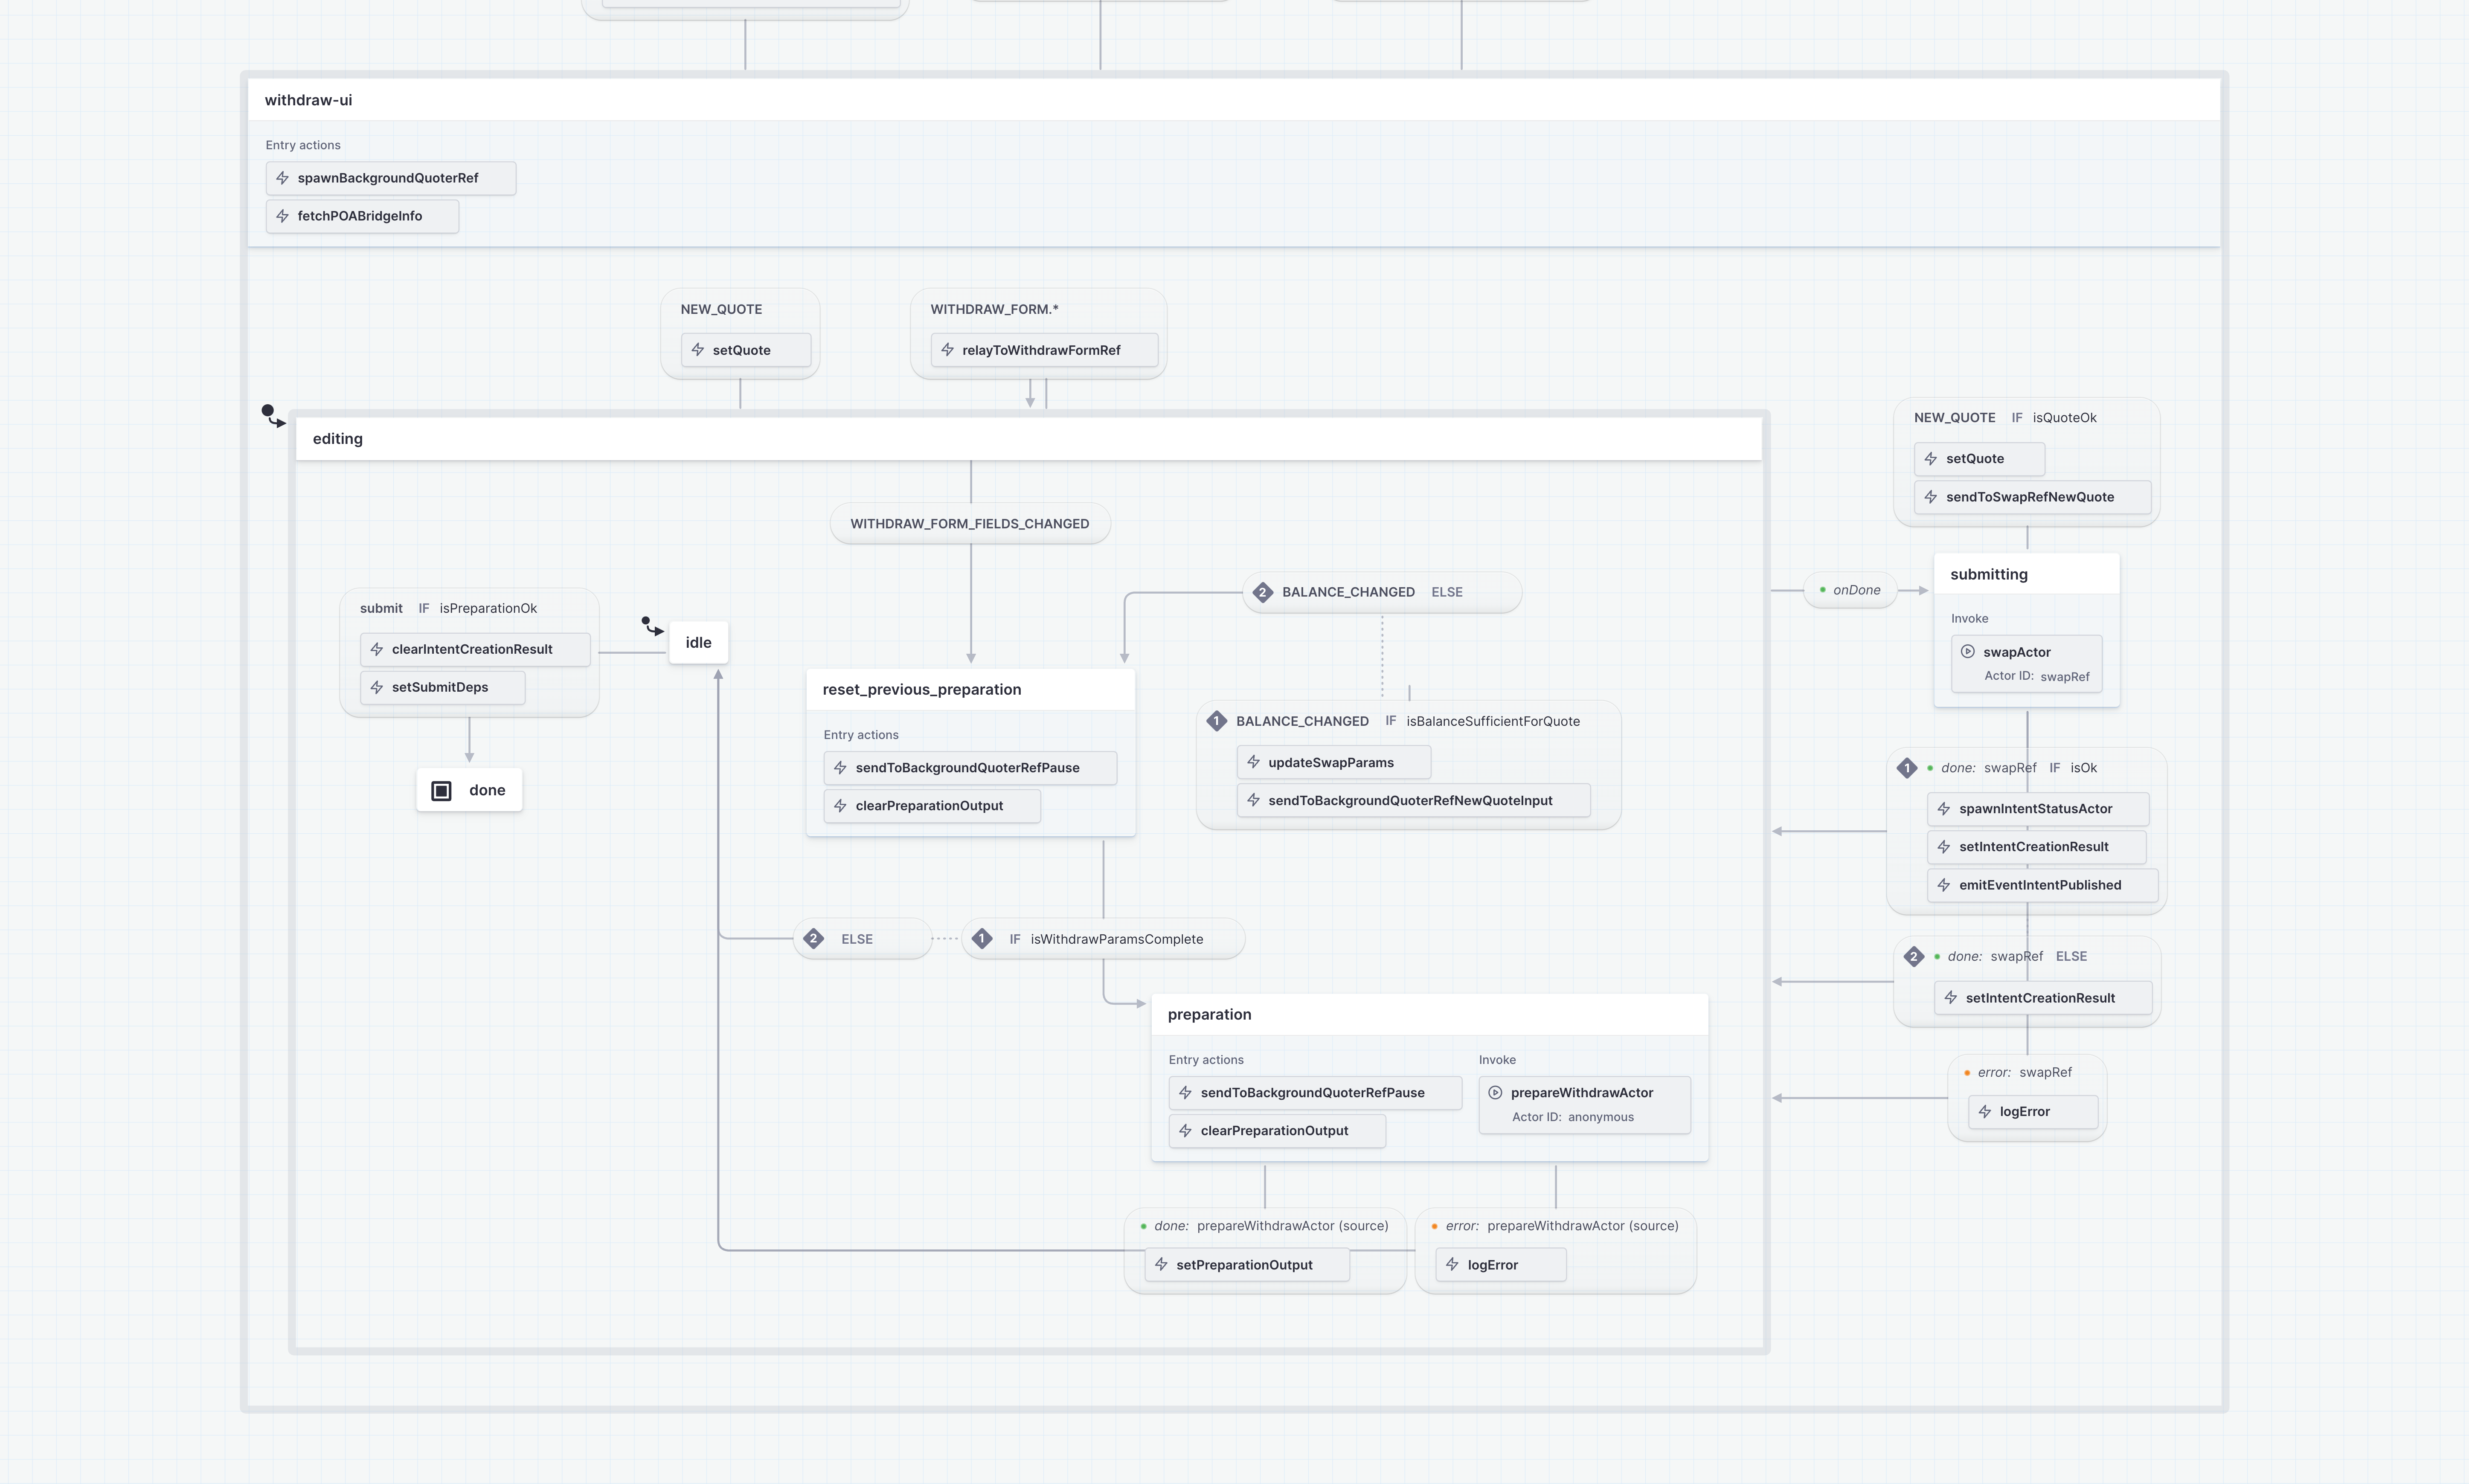 withdraw-ui
Entry actions
spawnBackgroundQuoterRef
fetchPOABridgeInfo
NEW_QUOTE
setQuote
WITHDRAW_FORM.*
relayToWithdrawFormRef
editing
WITHDRAW_FORM_FIELDS_CHANGED
submit IF isPreparationOk
clearIntentCreationResult
setSubmitDeps
idle
done
2 BALANCE_CHANGED ELSE
reset_previous_preparation
Entry actions
sendToBackgroundQuoterRefPause
clearPreparationOutput
1 BALANCE_CHANGED IF isBalanceSufficientForQuote
updateSwapParams
sendToBackgroundQuoterRefNewQuoteInput
2 ELSE
1 IF isWithdrawParamsComplete
preparation
Entry actions
sendToBackgroundQuoterRefPause
clearPreparationOutput
Invoke
prepareWithdrawActor
Actor ID: anonymous
done: prepareWithdrawActor (source)
setPreparationOutput
error: prepareWithdrawActor (source)
logError
NEW_QUOTE IF isQuoteOk
setQuote
sendToSwapRefNewQuote
onDone
submitting
Invoke
swapActor
Actor ID: swapRef
1 done: swapRef IF isOk
spawnIntentStatusActor
setIntentCreationResult
emitEventIntentPublished
2 done: swapRef ELSE
setIntentCreationResult
error: swapRef
logError